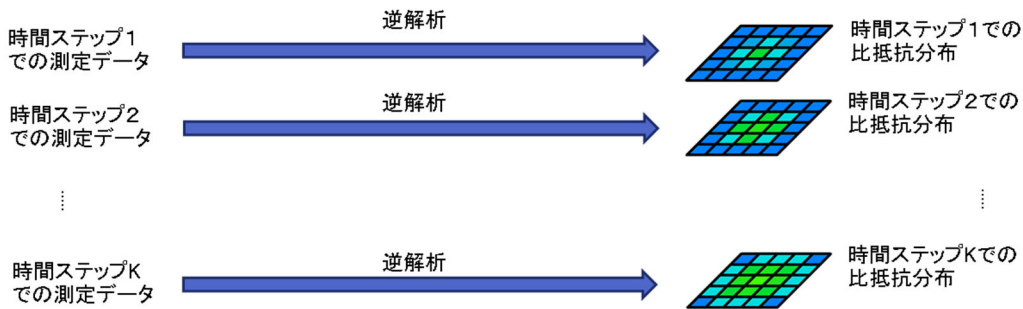 逆解析
時間ステップ1
での測定データ
時間ステップ1での
比抵抗分布
逆解析
時間ステップ2
での測定データ
時間ステップ2での
比抵抗分布
逆解析
時間ステップK
での測定データ
時間ステップKでの
比抵抗分布